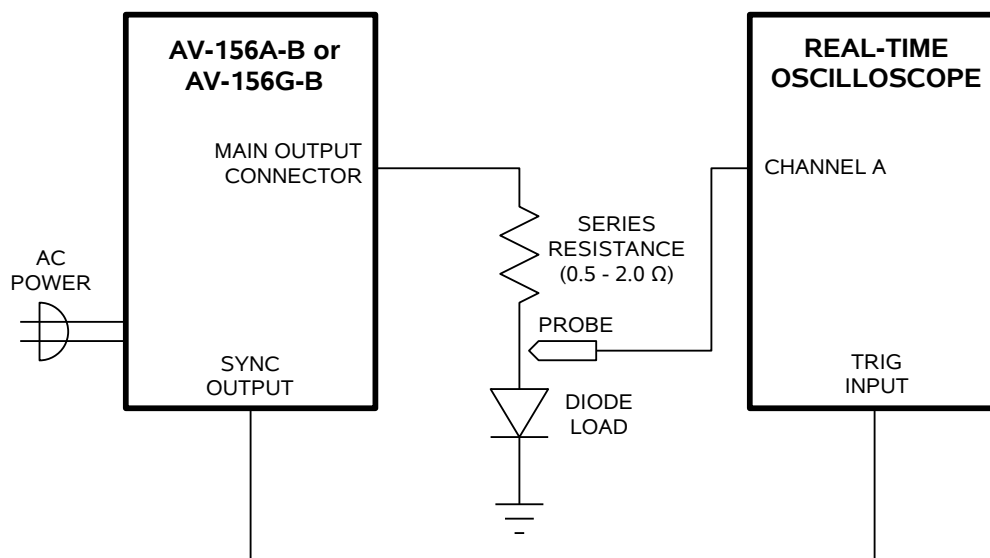 AV-156A-B or
AV-156G-B
MAIN OUTPUT
CONNECTOR
AC
POWER
SYNC
OUTPUT
SERIES
RESISTANCE
(0.5 - 2.0 Ω)
PROBE
DIODE
LOAD
REAL-TIME
OSCILLOSCOPE
CHANNEL A
TRIG
INPUT